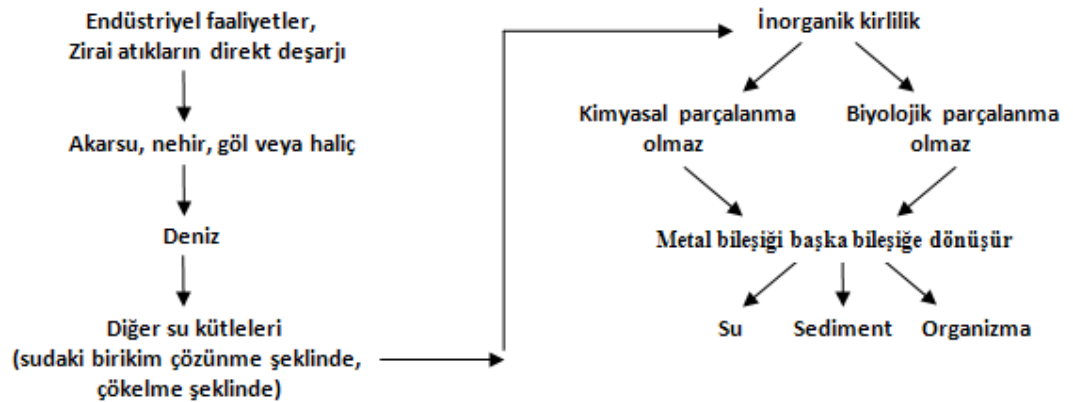 Endüstriyel faaliyetler,
Zirai atıkların direkt deşarjı
Akarsu, nehir, göl veya haliç
Deniz
Diğer su kütleleri
(sudaki birikim çözünme şeklinde,
çökelme şeklinde)
İnorganik kirlilik
Kimyasal parçalanma
olmaz
Biyolojik parçalanma
olmaz
Metal bileşiği başka bileşiğe dönüşür
Su
Sediment
Organizma